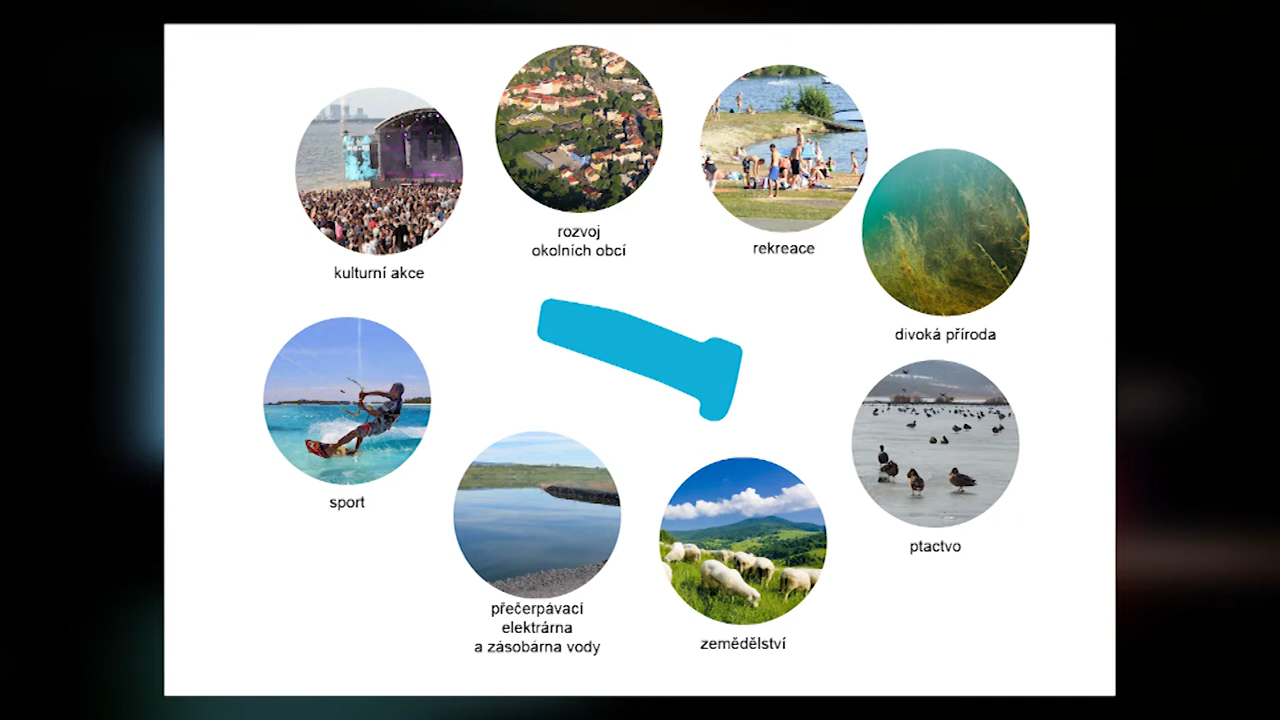 kulturní akce
rozvoj
okolních obcí
rekreace
divoká příroda
sport
přečerpávací
elektrárna
a zásobárna vody
zemědělství
ptactvo